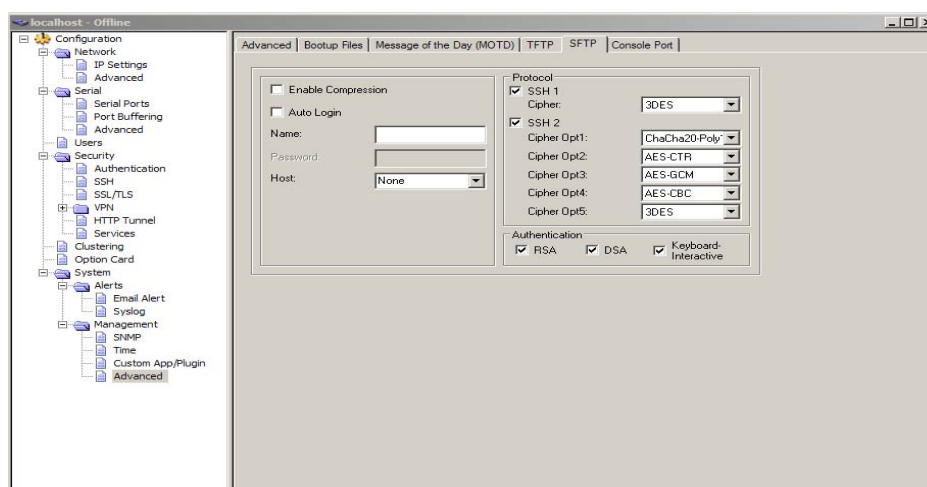 localhost - Offline
Configuration
Network
IP Settings
Advanced
Serial
Serial Ports
Port Buffering
Advanced
Users
Security
Authentication
SSH
SSL/TLS
VPN
HTTP Tunnel
Services
Clustering
Option Card
System
Alerts
Email Alert
Syslog
Management
SNMP
Time
Custom App/Plugin
Advanced
Advanced Bootup Files Message of the Day (MOTD) TFTP SFTP Console Port
Enable Compression
Auto Login
Name:
Password:
Host: None
Protocol
SSH 1
Cipher: 3DES
SSH 2
Cipher Opt1: ChaCha20-Poly
Cipher Opt2: AES-CTR
Cipher Opt3: AES-GCM
Cipher Opt4: AES-CBC
Cipher Opt5: 3DES
Authentication
RSA DSA Keyboard-
Interactive